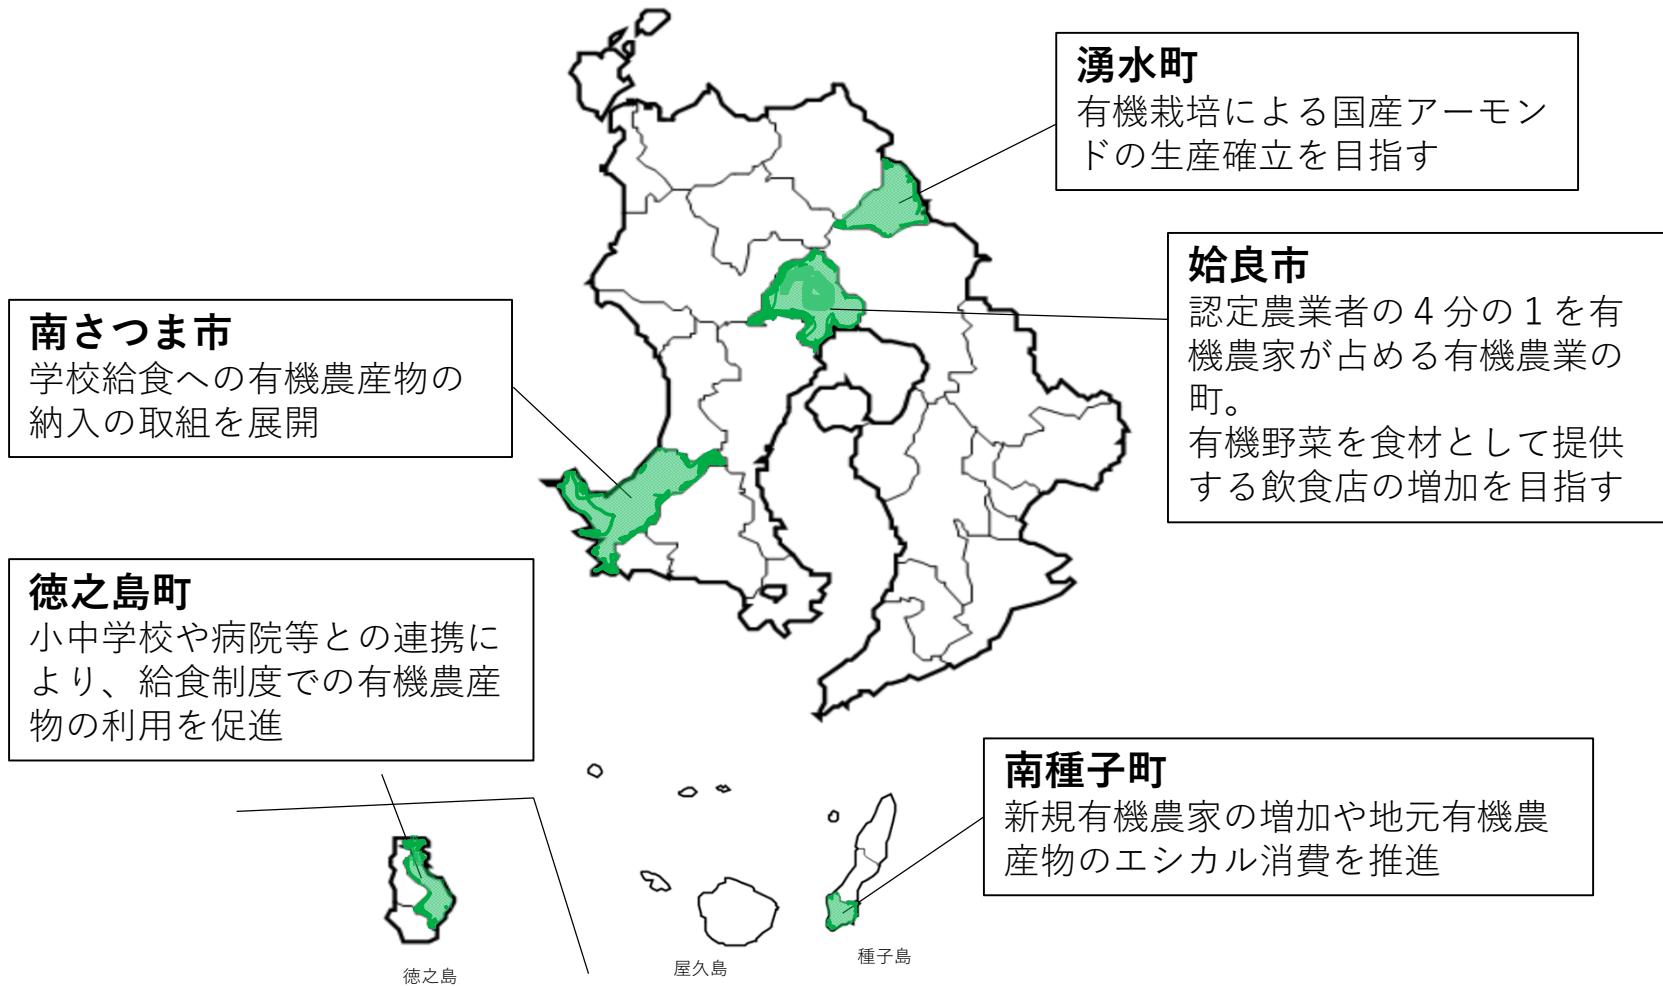 湧水町
有機栽培による国産アーモン
ドの生産確立を目指す
姶良市
認定農業者の4分の1を有
機農家が占める有機農業の
町。
有機野菜を食材として提供
する飲食店の増加を目指す
南さつま市
学校給食への有機農産物の
納入の取組を展開
徳之島町
小中学校や病院等との連携に
より、給食制度での有機農産
物の利用を促進
南種子町
新規有機農家の増加や地元有機農
産物のエシカル消費を推進
徳之島
屋久島
種子島